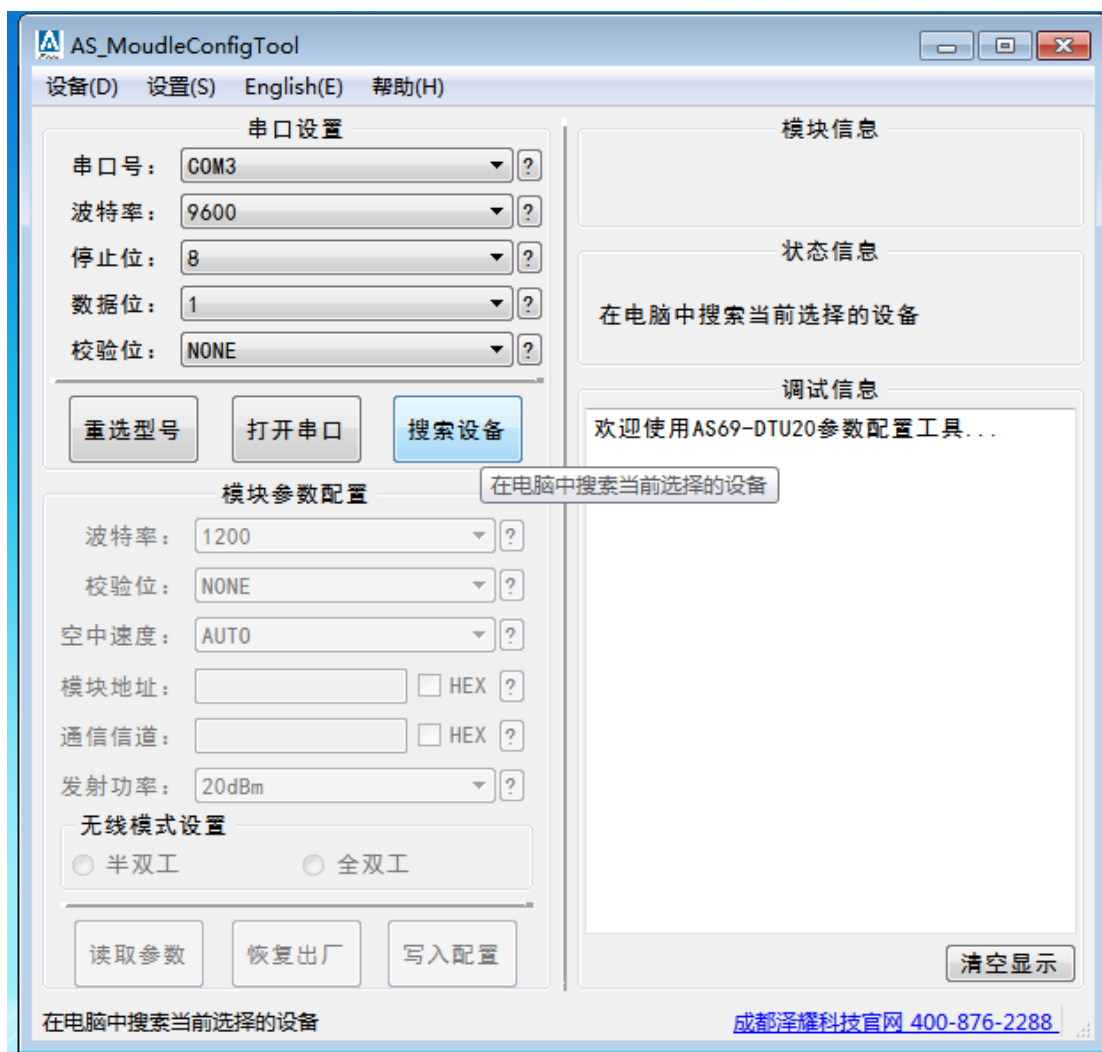 AS_MoudleConfigTool
设备(D) 设置(S) English(E) 帮助(H)
串口设置
串口号： COM3 ?
波特率： 9600 ?
停止位： 8 ?
数据位： 1 ?
校验位： NONE ?
重选型号 打开串口 搜索设备
模块参数配置
波特率： 1200 ?
校验位： NONE ?
空中速度： AUTO ?
模块地址： HEX ?
通信信道： HEX ?
发射功率： 20dBm ?
无线模式设置
半双工 全双工
读取参数 恢复出厂 写入配置
模块信息
状态信息
在电脑中搜索当前选择的设备
调试信息
欢迎使用AS69-DTU20参数配置工具...
在电脑中搜索当前选择的设备
清空显示
在电脑中搜索当前选择的设备
成都泽耀科技官网 400-876-2288